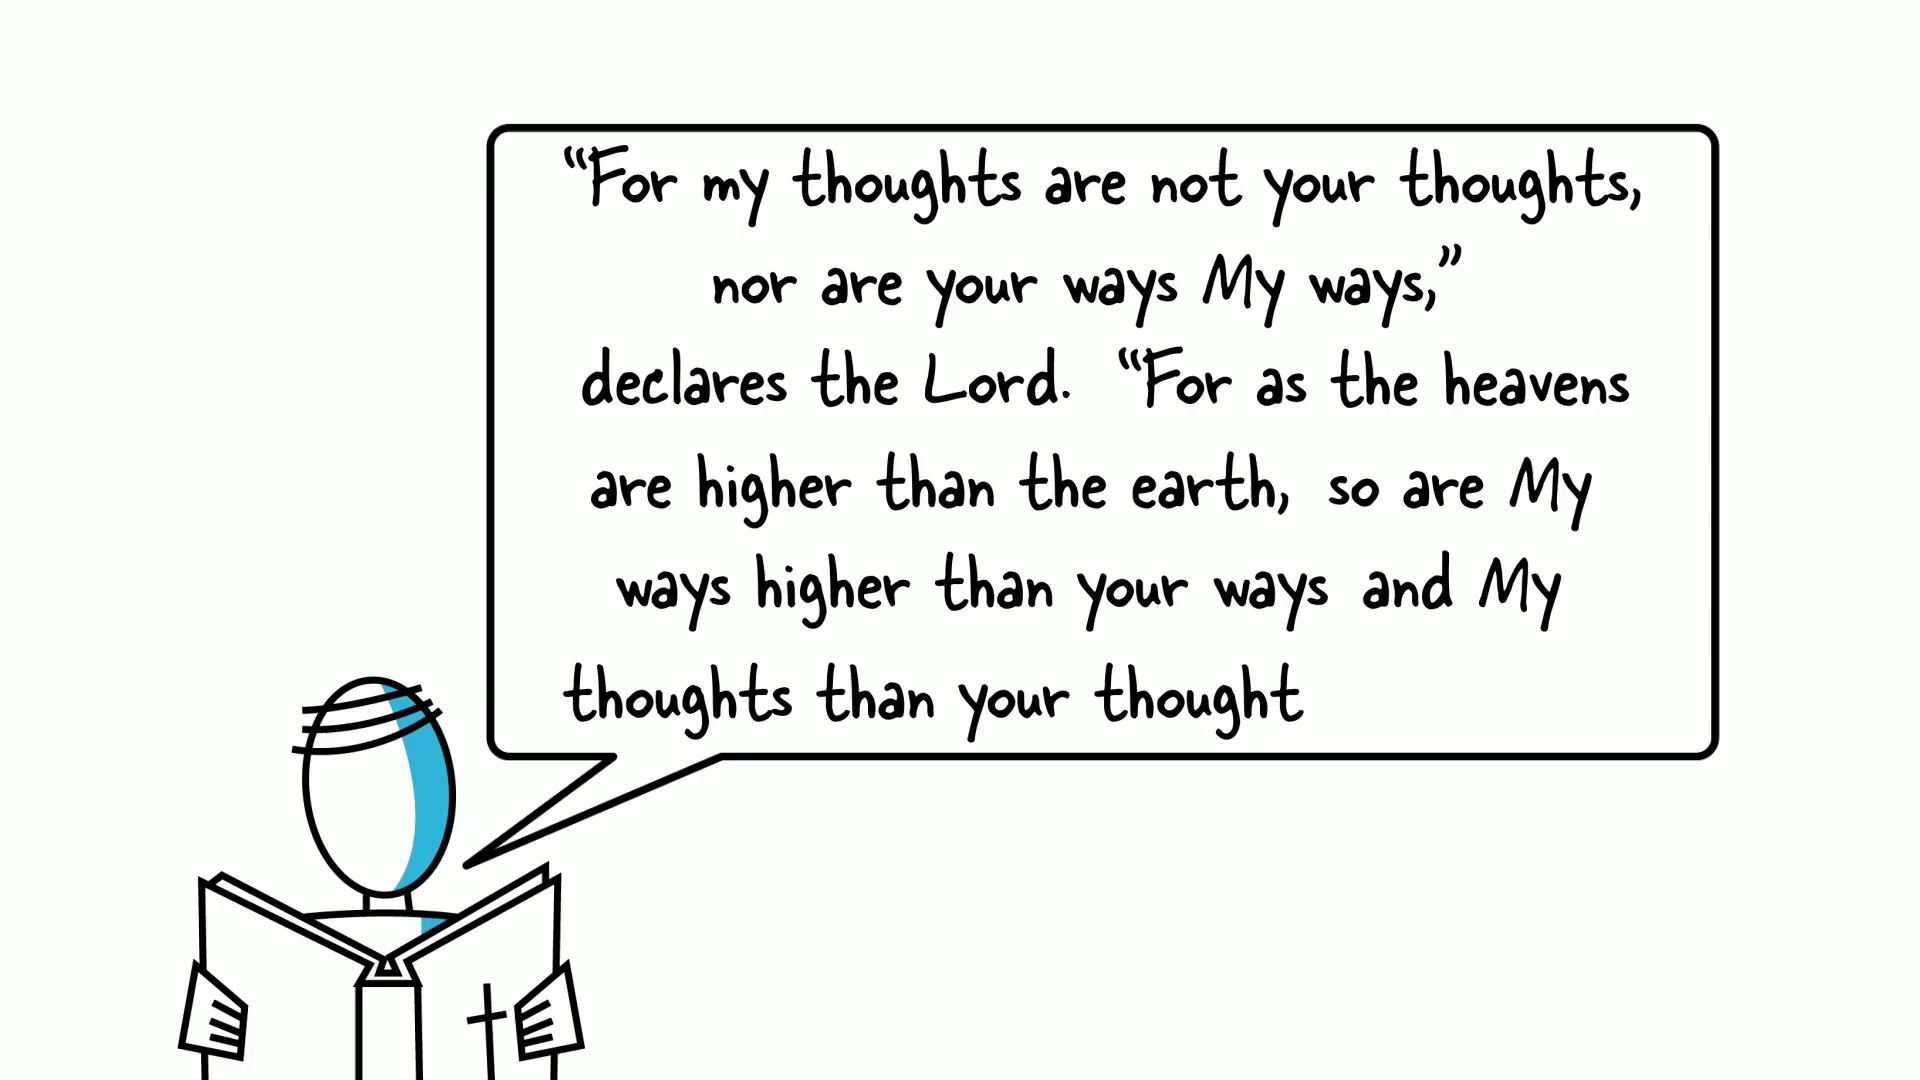 “For my thoughts are not your thoughts,
nor are your ways My ways,”
declares the Lord. “For as the heavens
are higher than the earth, so are My
ways higher than your ways and My
thoughts than your thought